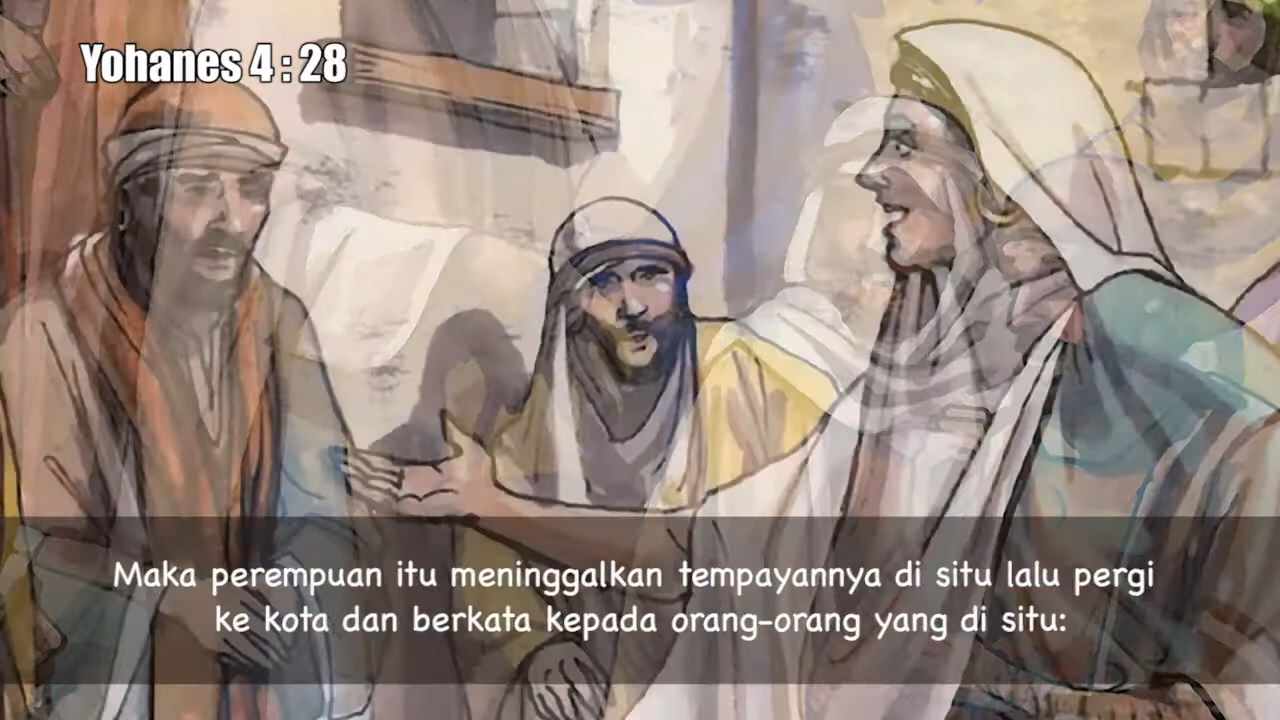 Yohanes 4 : 28
Maka perempuan itu meninggalkan tempayannya di situ lalu pergi
ke kota dan berkata kepada orang-orang yang di situ: